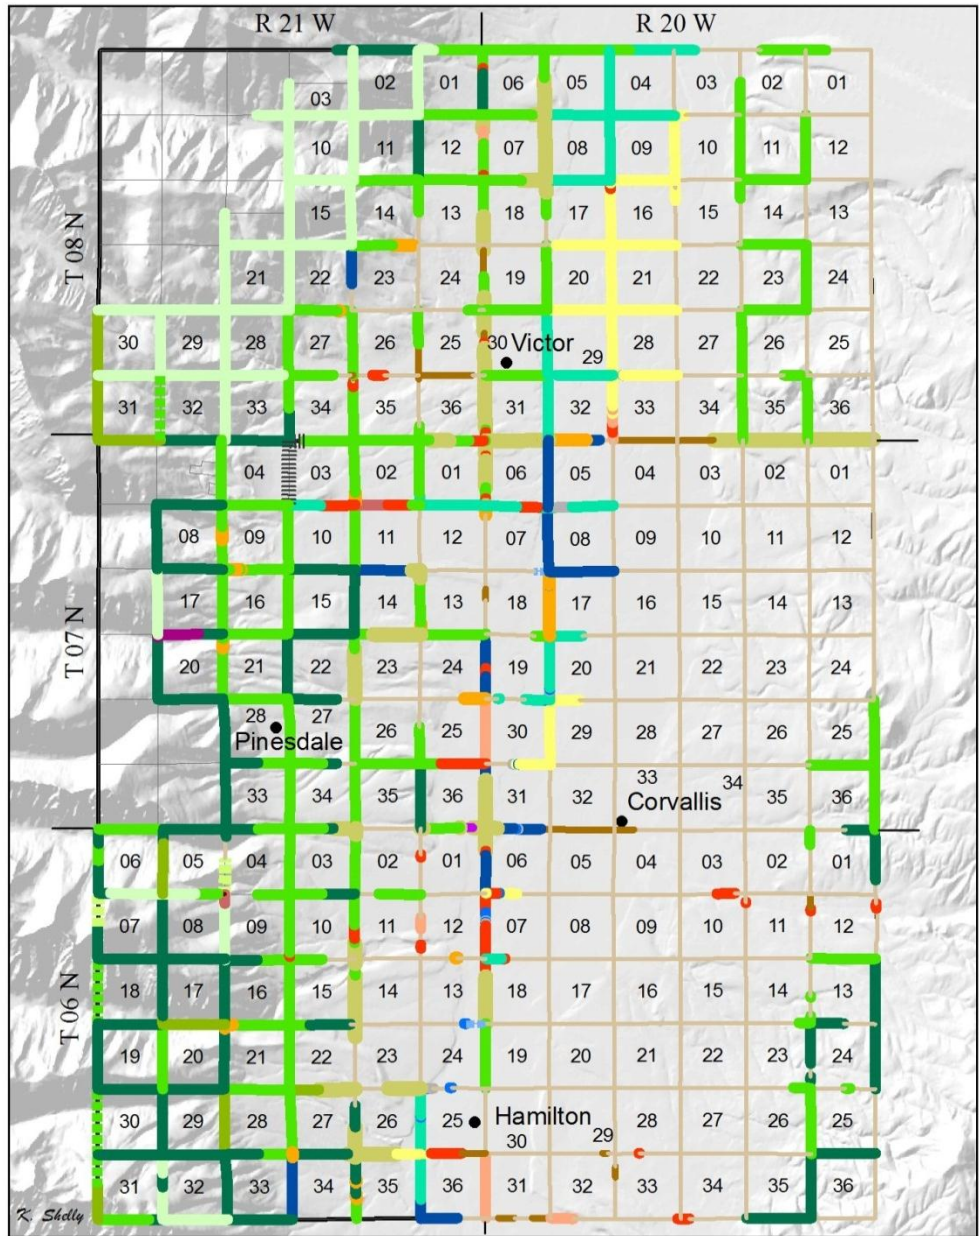 R 21 W R 20 W
03 02 01 06 05 04 03 02 01
10 11 12 07 08 09 10 11 12
15 14 13 18 17 16 15 14 13
T 08 N
21 22 23 24 19 20 21 22 23 24
30 29 28 27 26 25 30 Victor 29 28 27 26 25
31 32 33 34 35 36 31 32 33 34 35 36
04 03 02 01 06 05 04 03 02 01
08 09 10 11 12 07 08 09 10 11 12
17 16 15 14 13 18 17 16 15 14 13
T 07 N
20 21 22 23 24 19 20 21 22 23 24
28 27 26 25 30 29 28 27 26 25
Pinesdale
33 34
33 34 35 36 31 32 35 36
Corvallis
06 05 04 03 02 01 06 05 04 03 02 01
07 08 09 10 11 12 07 08 09 10 11 12
T 06 N
18 17 16 15 14 13 18 17 16 15 14 13
19 20 21 22 23 24 19 20 21 22 23 24
30 29 28 27 26 25 Hamilton 28 27 26 25
30 29
31 32 33 34 35 36 31 32 33 34 35 36
K. Shelly